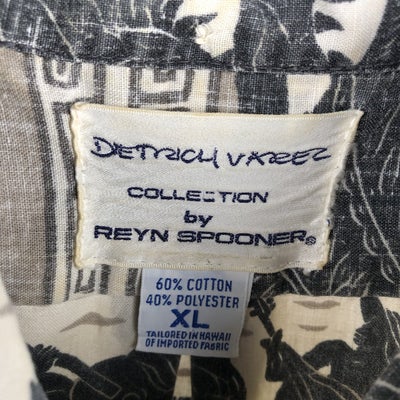 DIETRICH VAREZ
COLLECTION
by
REYN SPOONER®
60% COTTON
40% POLYESTER
XL
TAILORED IN HAWAII
OF IMPORTED FABRIC